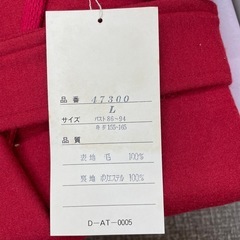 品番 47300
L
サイズ バスト86~94
身長155-165
品質
表地 毛 100%
裏地 ポリエステル 100%
D-AT-0005